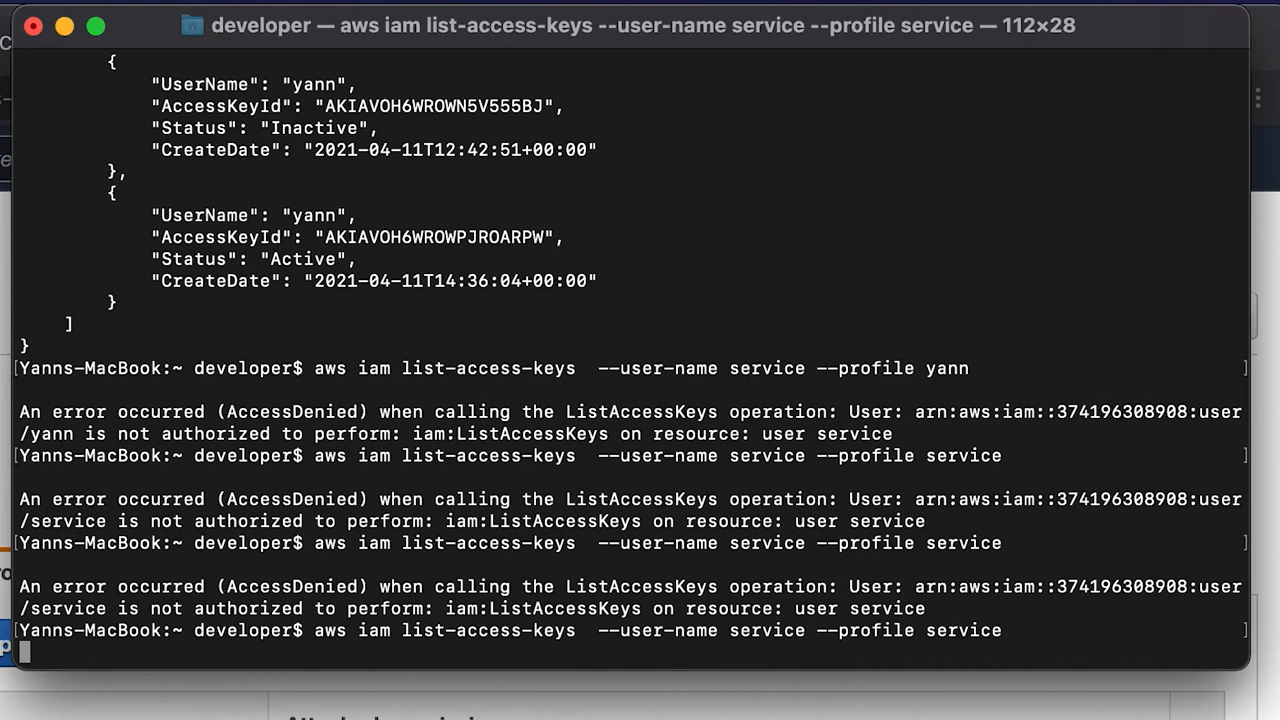 developer — aws iam list-access-keys --user-name service --profile service — 112×28
{
"UserName": "yann",
"AccessKeyId": "AKIAVOH6WROWN5V555BJ",
"Status": "Inactive",
"CreateDate": "2021-04-11T12:42:51+00:00"
},
{
"UserName": "yann",
"AccessKeyId": "AKIAVOH6WROWPJROARPW",
"Status": "Active",
"CreateDate": "2021-04-11T14:36:04+00:00"
}
]
}
[Yanns-MacBook:~ developer$ aws iam list-access-keys  --user-name service --profile yann ]
An error occurred (AccessDenied) when calling the ListAccessKeys operation: User: arn:aws:iam::374196308908:user
/yann is not authorized to perform: iam:ListAccessKeys on resource: user service
[Yanns-MacBook:~ developer$ aws iam list-access-keys  --user-name service --profile service ]
An error occurred (AccessDenied) when calling the ListAccessKeys operation: User: arn:aws:iam::374196308908:user
/service is not authorized to perform: iam:ListAccessKeys on resource: user service
[Yanns-MacBook:~ developer$ aws iam list-access-keys  --user-name service --profile service ]
An error occurred (AccessDenied) when calling the ListAccessKeys operation: User: arn:aws:iam::374196308908:user
/service is not authorized to perform: iam:ListAccessKeys on resource: user service
[Yanns-MacBook:~ developer$ aws iam list-access-keys  --user-name service --profile service ]